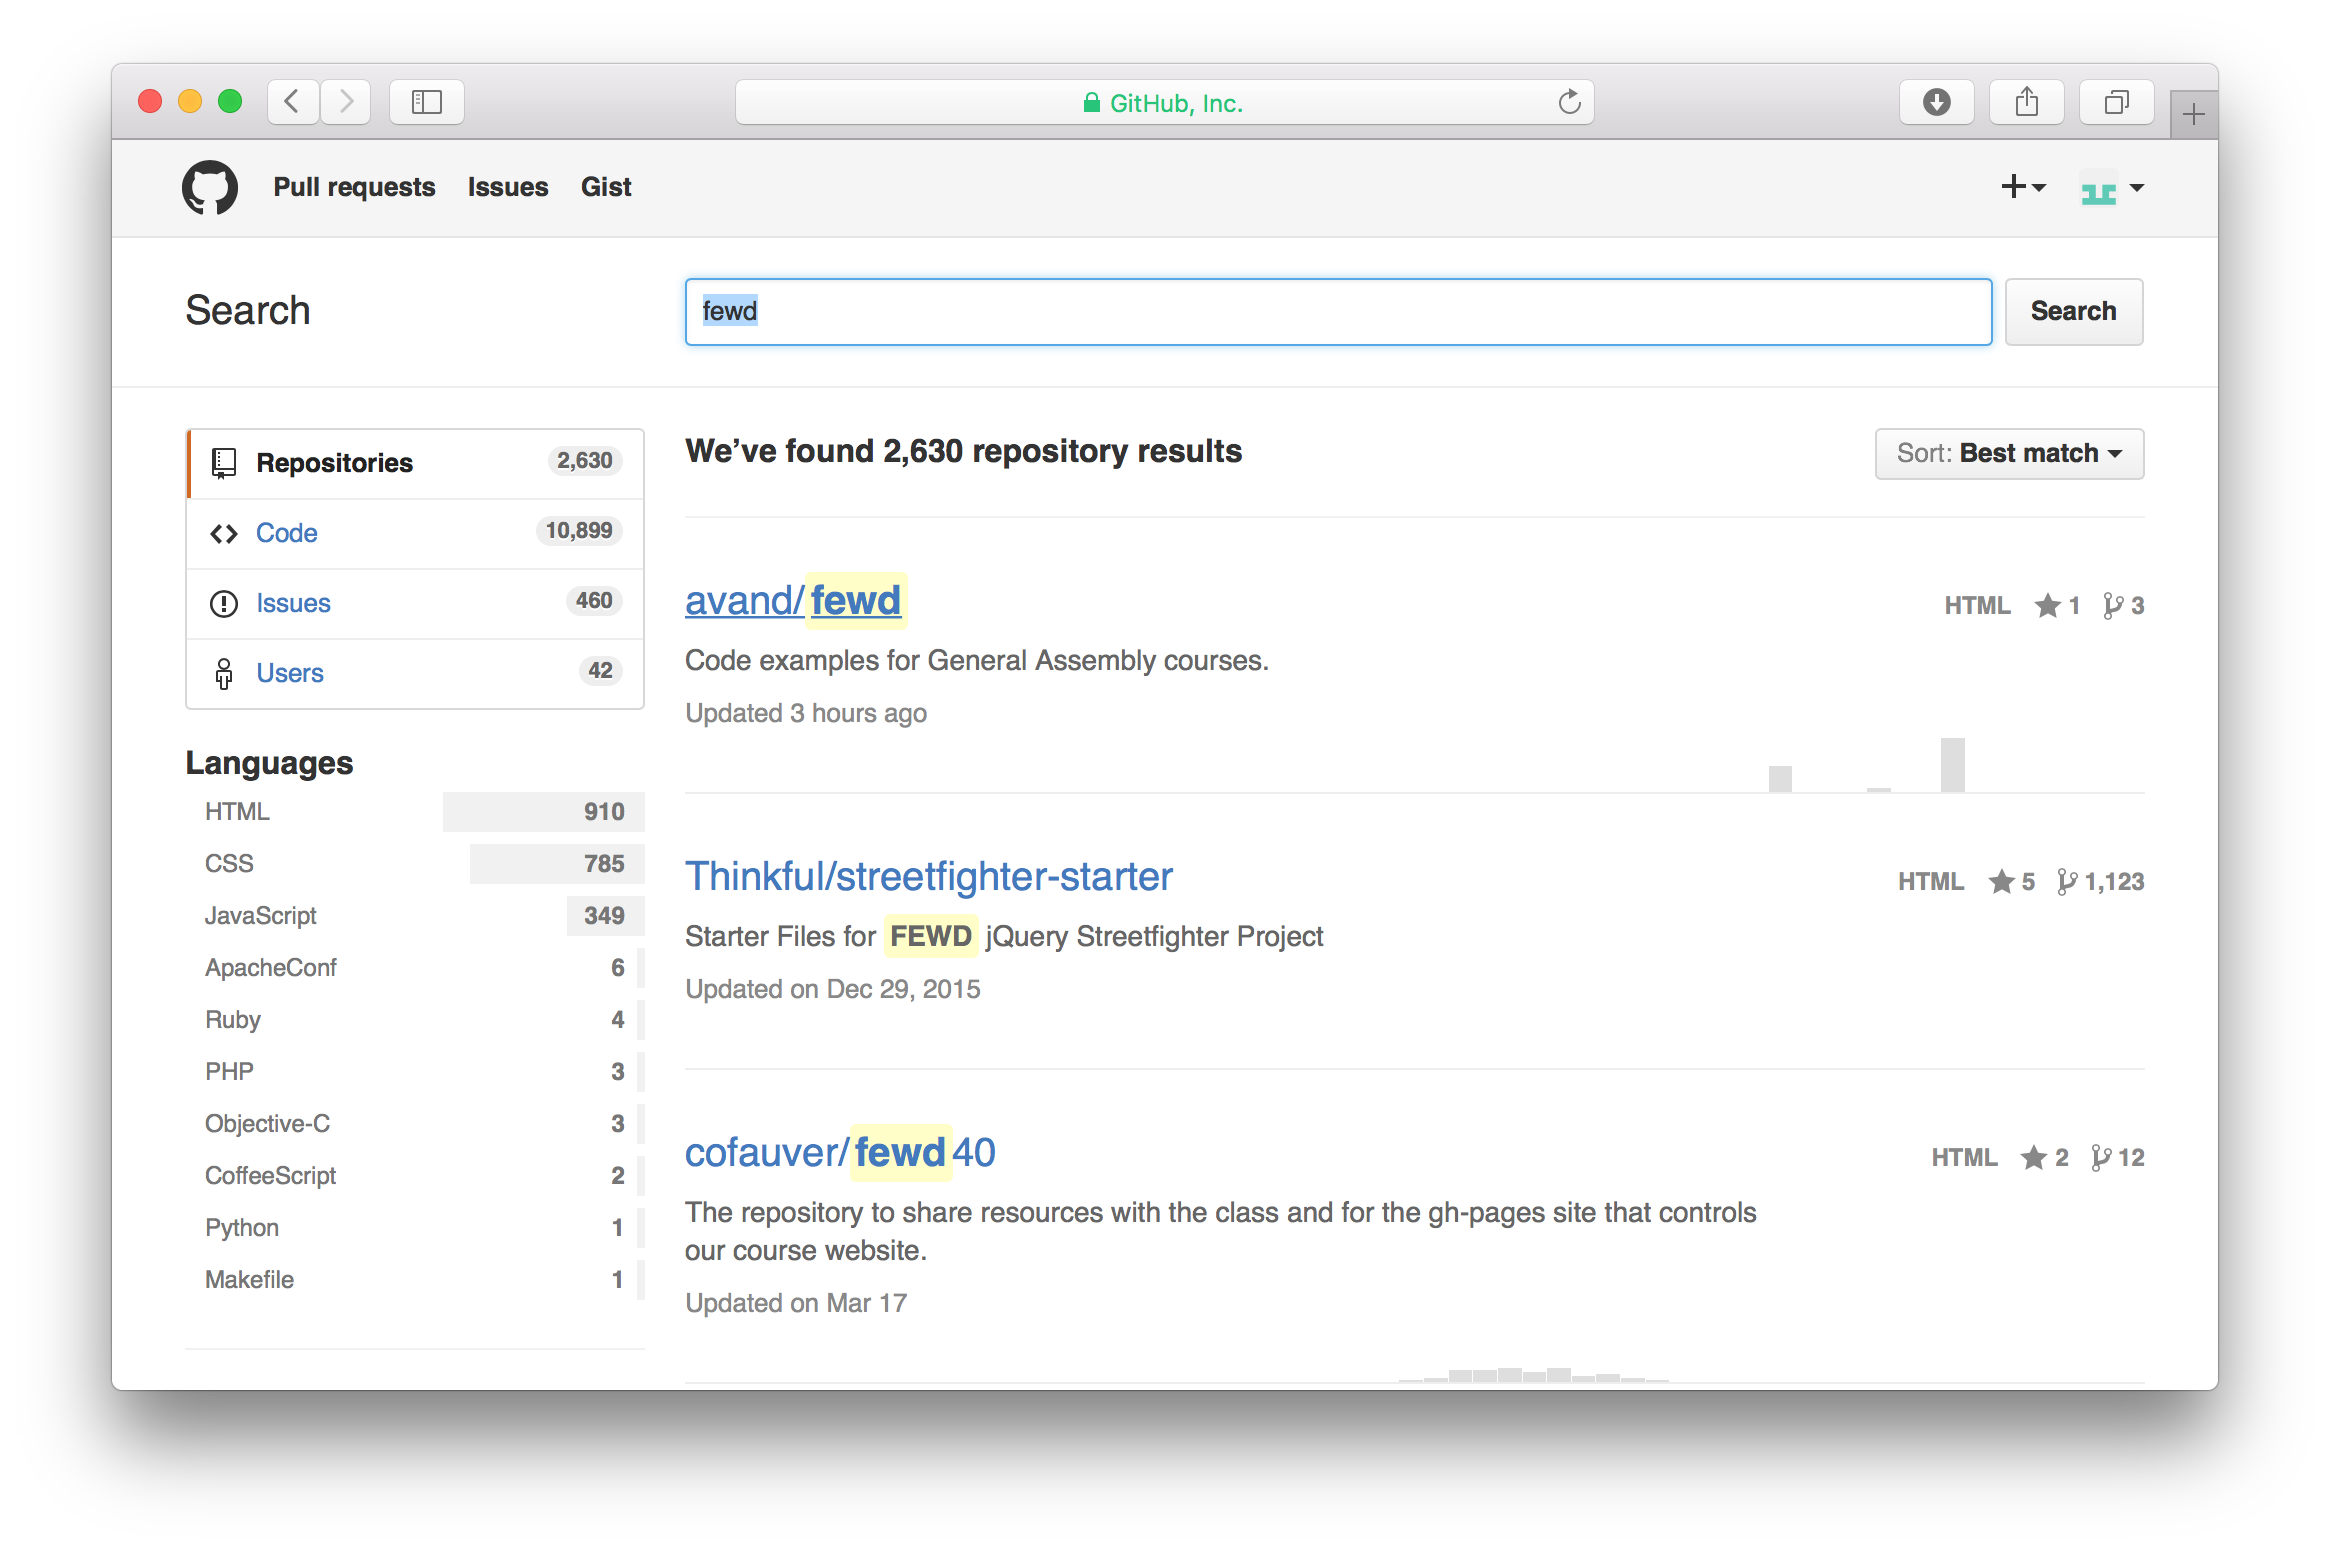 GitHub, Inc.
Pull requests Issues Gist
Search
fewd
Search
Repositories 2,630
Code 10,899
Issues 460
Users 42
Languages
HTML 910
CSS 785
JavaScript 349
ApacheConf 6
Ruby 4
PHP 3
Objective-C 3
CoffeeScript 2
Python 1
Makefile 1
We’ve found 2,630 repository results
Sort: Best match
avand/fewd
HTML 1 3
Code examples for General Assembly courses.
Updated 3 hours ago
Thinkful/streetfighter-starter
HTML 5 1,123
Starter Files for FEWD jQuery Streetfighter Project
Updated on Dec 29, 2015
cofauver/fewd40
HTML 2 12
The repository to share resources with the class and for the gh-pages site that controls
our course website.
Updated on Mar 17